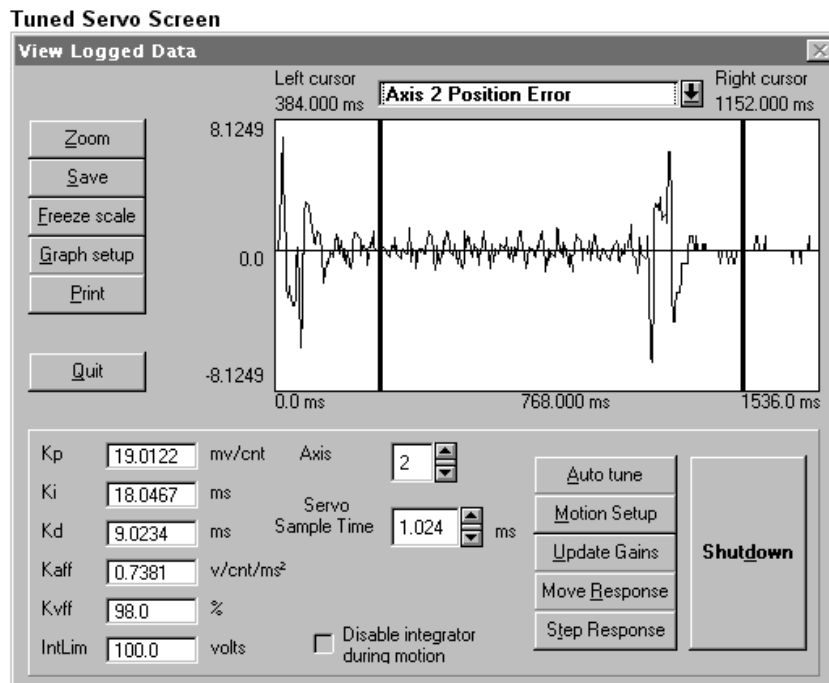 Tuned Servo Screen
View Logged Data
Left cursor
384.000 ms
Axis 2 Position Error
Right cursor
1152.000 ms
Zoom
Save
Freeze scale
Graph setup
Print
Quit
8.1249
0.0
-8.1249
0.0 ms
768.000 ms
1536.0 ms
Kp 19.0122 mv/cnt
Ki 18.0467 ms
Kd 9.0234 ms
Kaff 0.7381 v/cnt/ms²
Kvff 98.0 %
IntLim 100.0 volts
Axis 2
Servo
Sample Time 1.024 ms
Disable integrator
during motion
Auto tune
Motion Setup
Update Gains
Move Response
Step Response
Shutdown